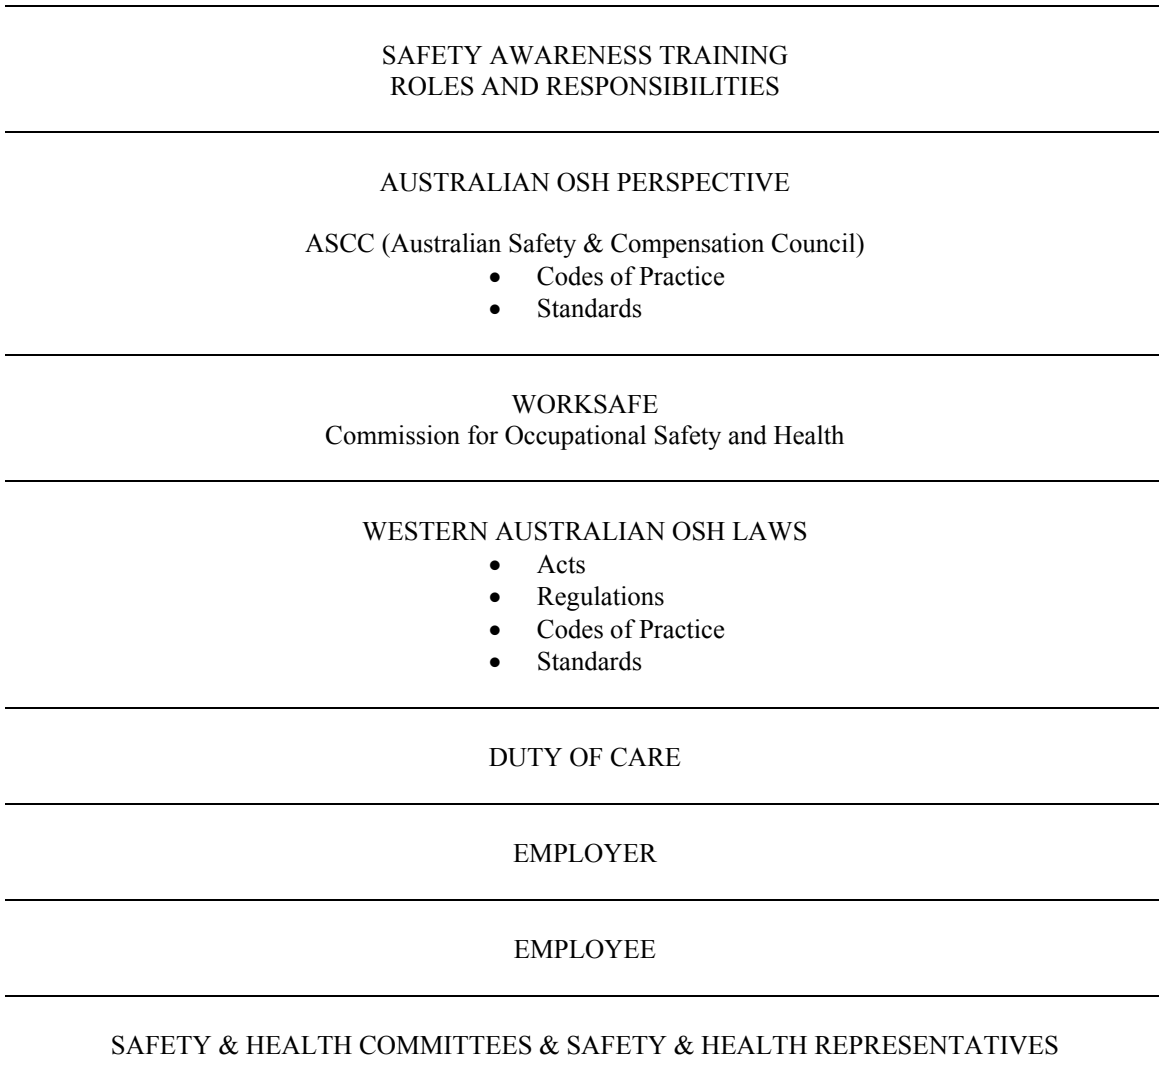 SAFETY AWARENESS TRAINING
ROLES AND RESPONSIBILITIES
AUSTRALIAN OSH PERSPECTIVE
ASCC (Australian Safety & Compensation Council)
• Codes of Practice
• Standards
WORKSAFE
Commission for Occupational Safety and Health
WESTERN AUSTRALIAN OSH LAWS
• Acts
• Regulations
• Codes of Practice
• Standards
DUTY OF CARE
EMPLOYER
EMPLOYEE
SAFETY & HEALTH COMMITTEES & SAFETY & HEALTH REPRESENTATIVES